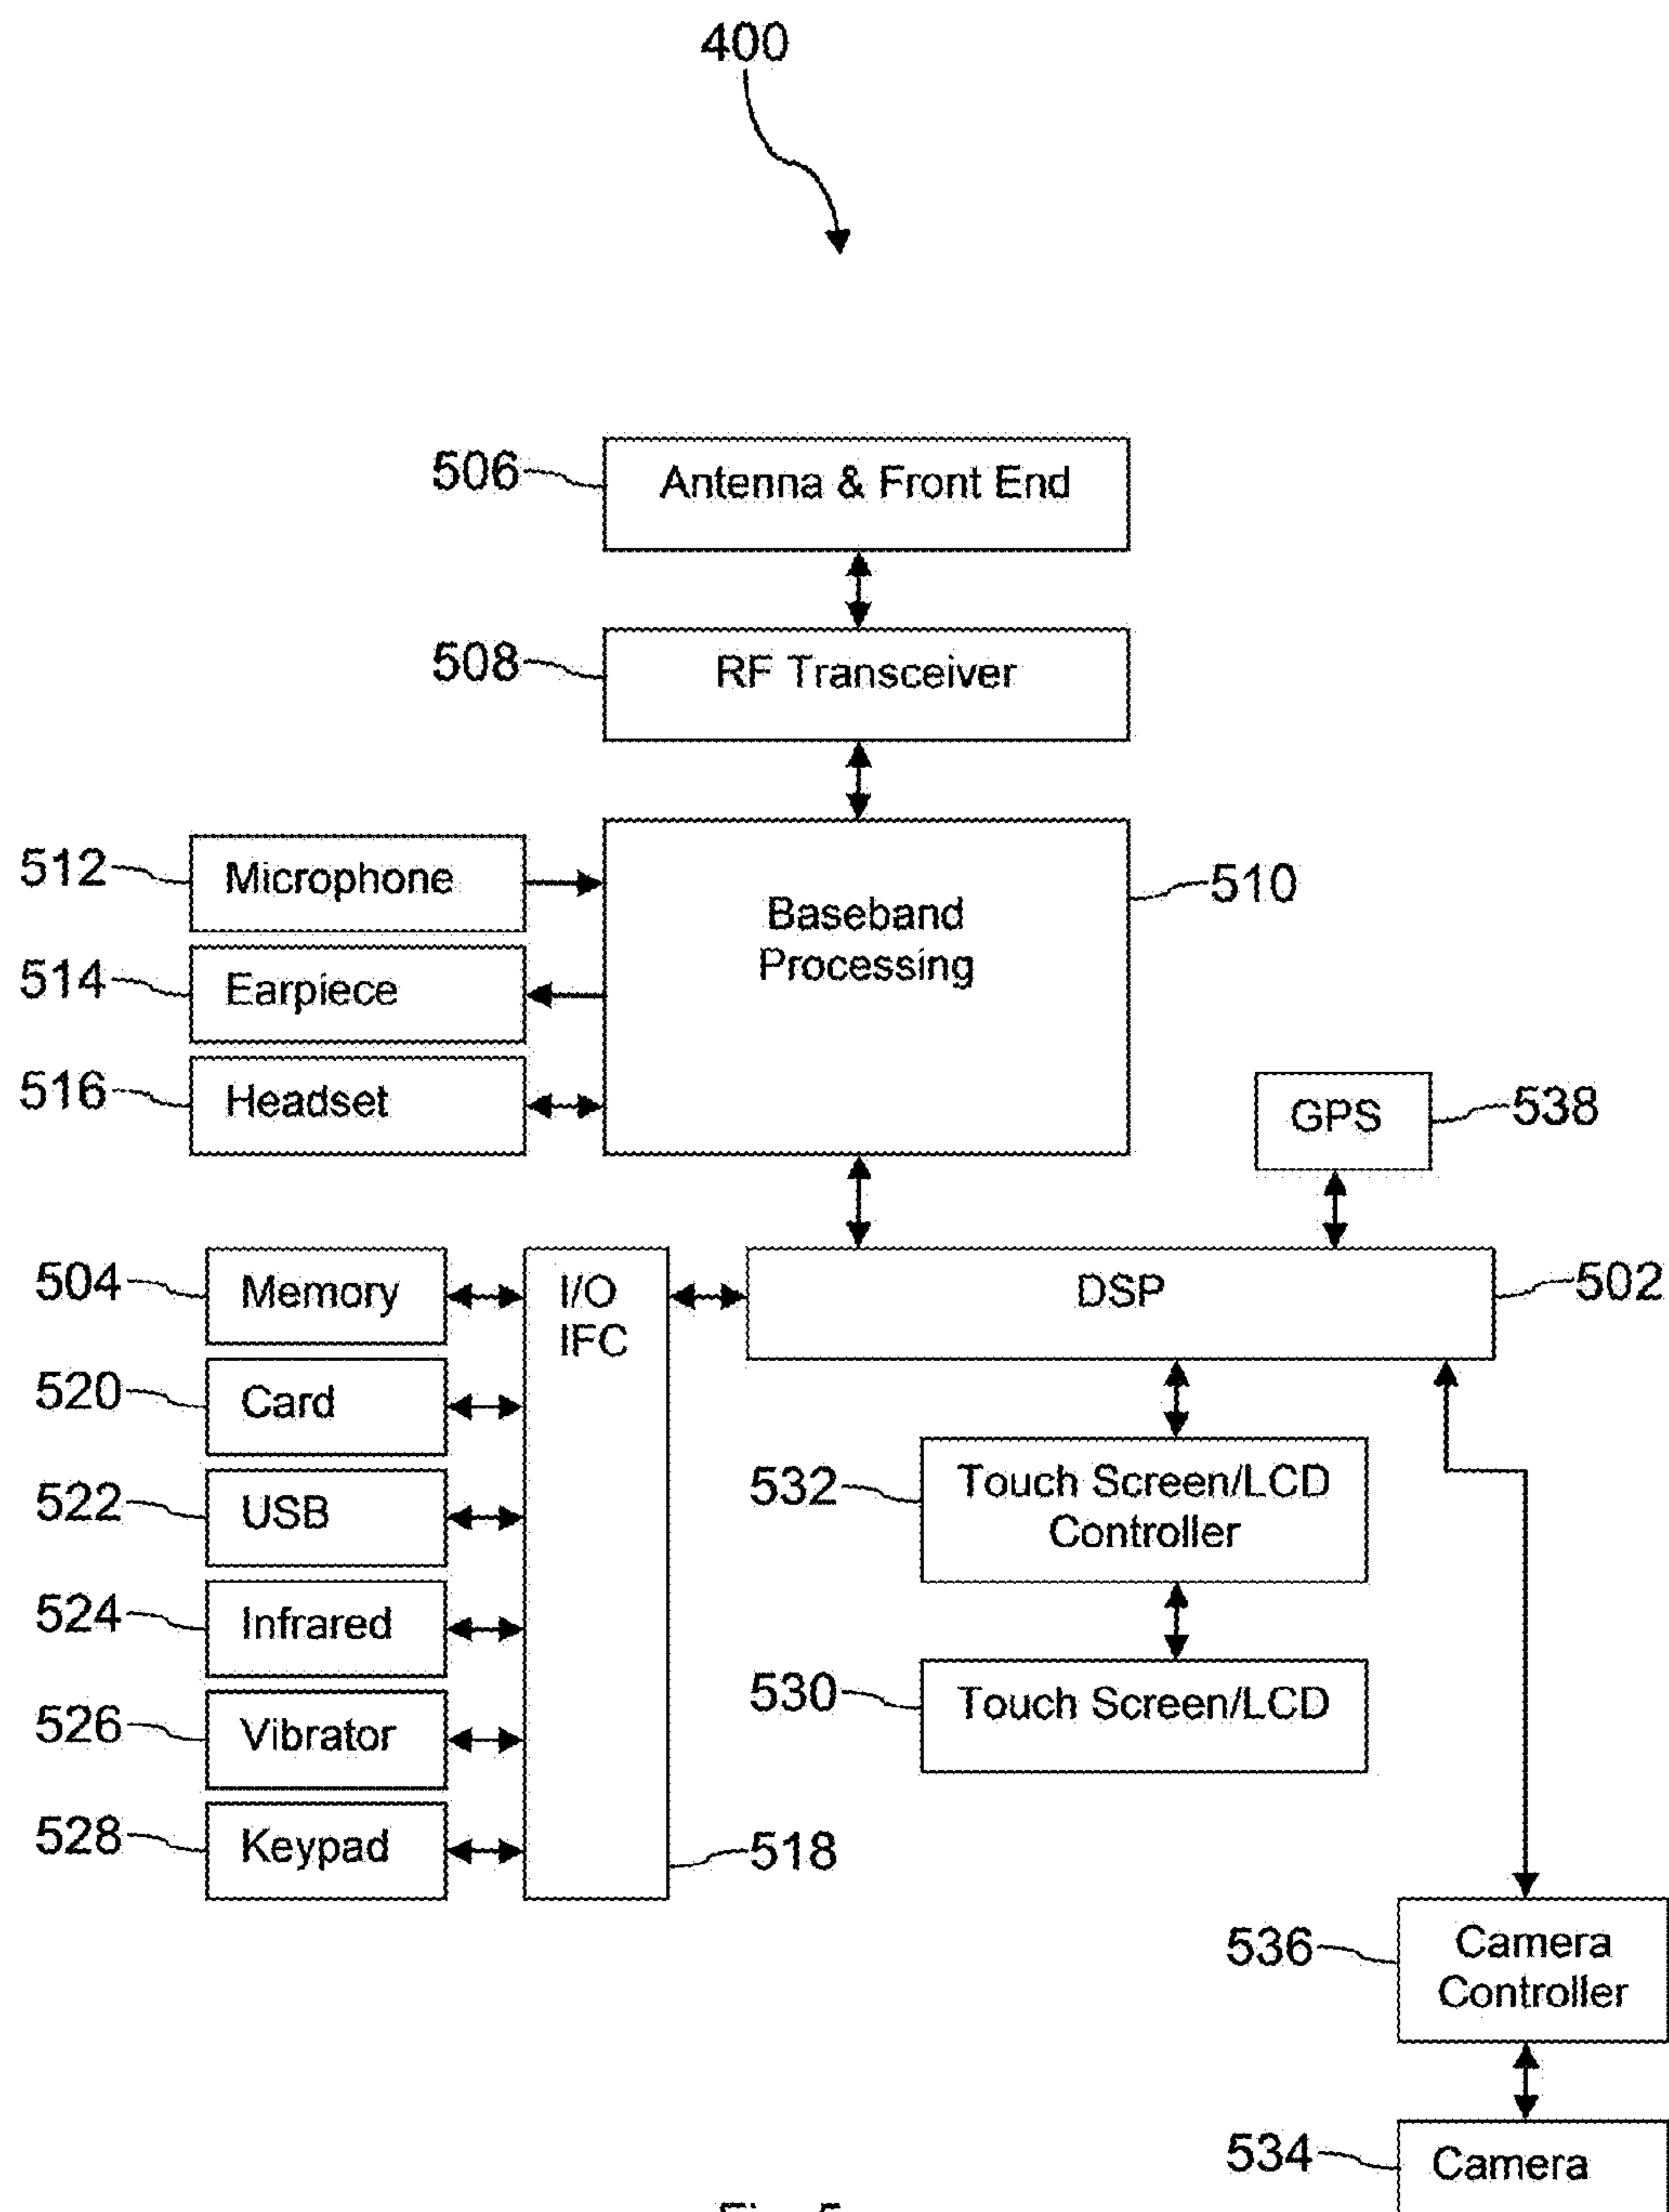 400
506
Antenna & Front End
508
RF Transceiver
512
Microphone
Baseband
Processing
510
514
Earpiece
516
Headset
GPS
538
504
Memory
I/O
IFC
DSP
502
520
Card
522
USB
532
Touch Screen/LCD
Controller
524
Infrared
530
Touch Screen/LCD
526
Vibrator
528
Keypad
518
536
Camera
Controller
534
Camera